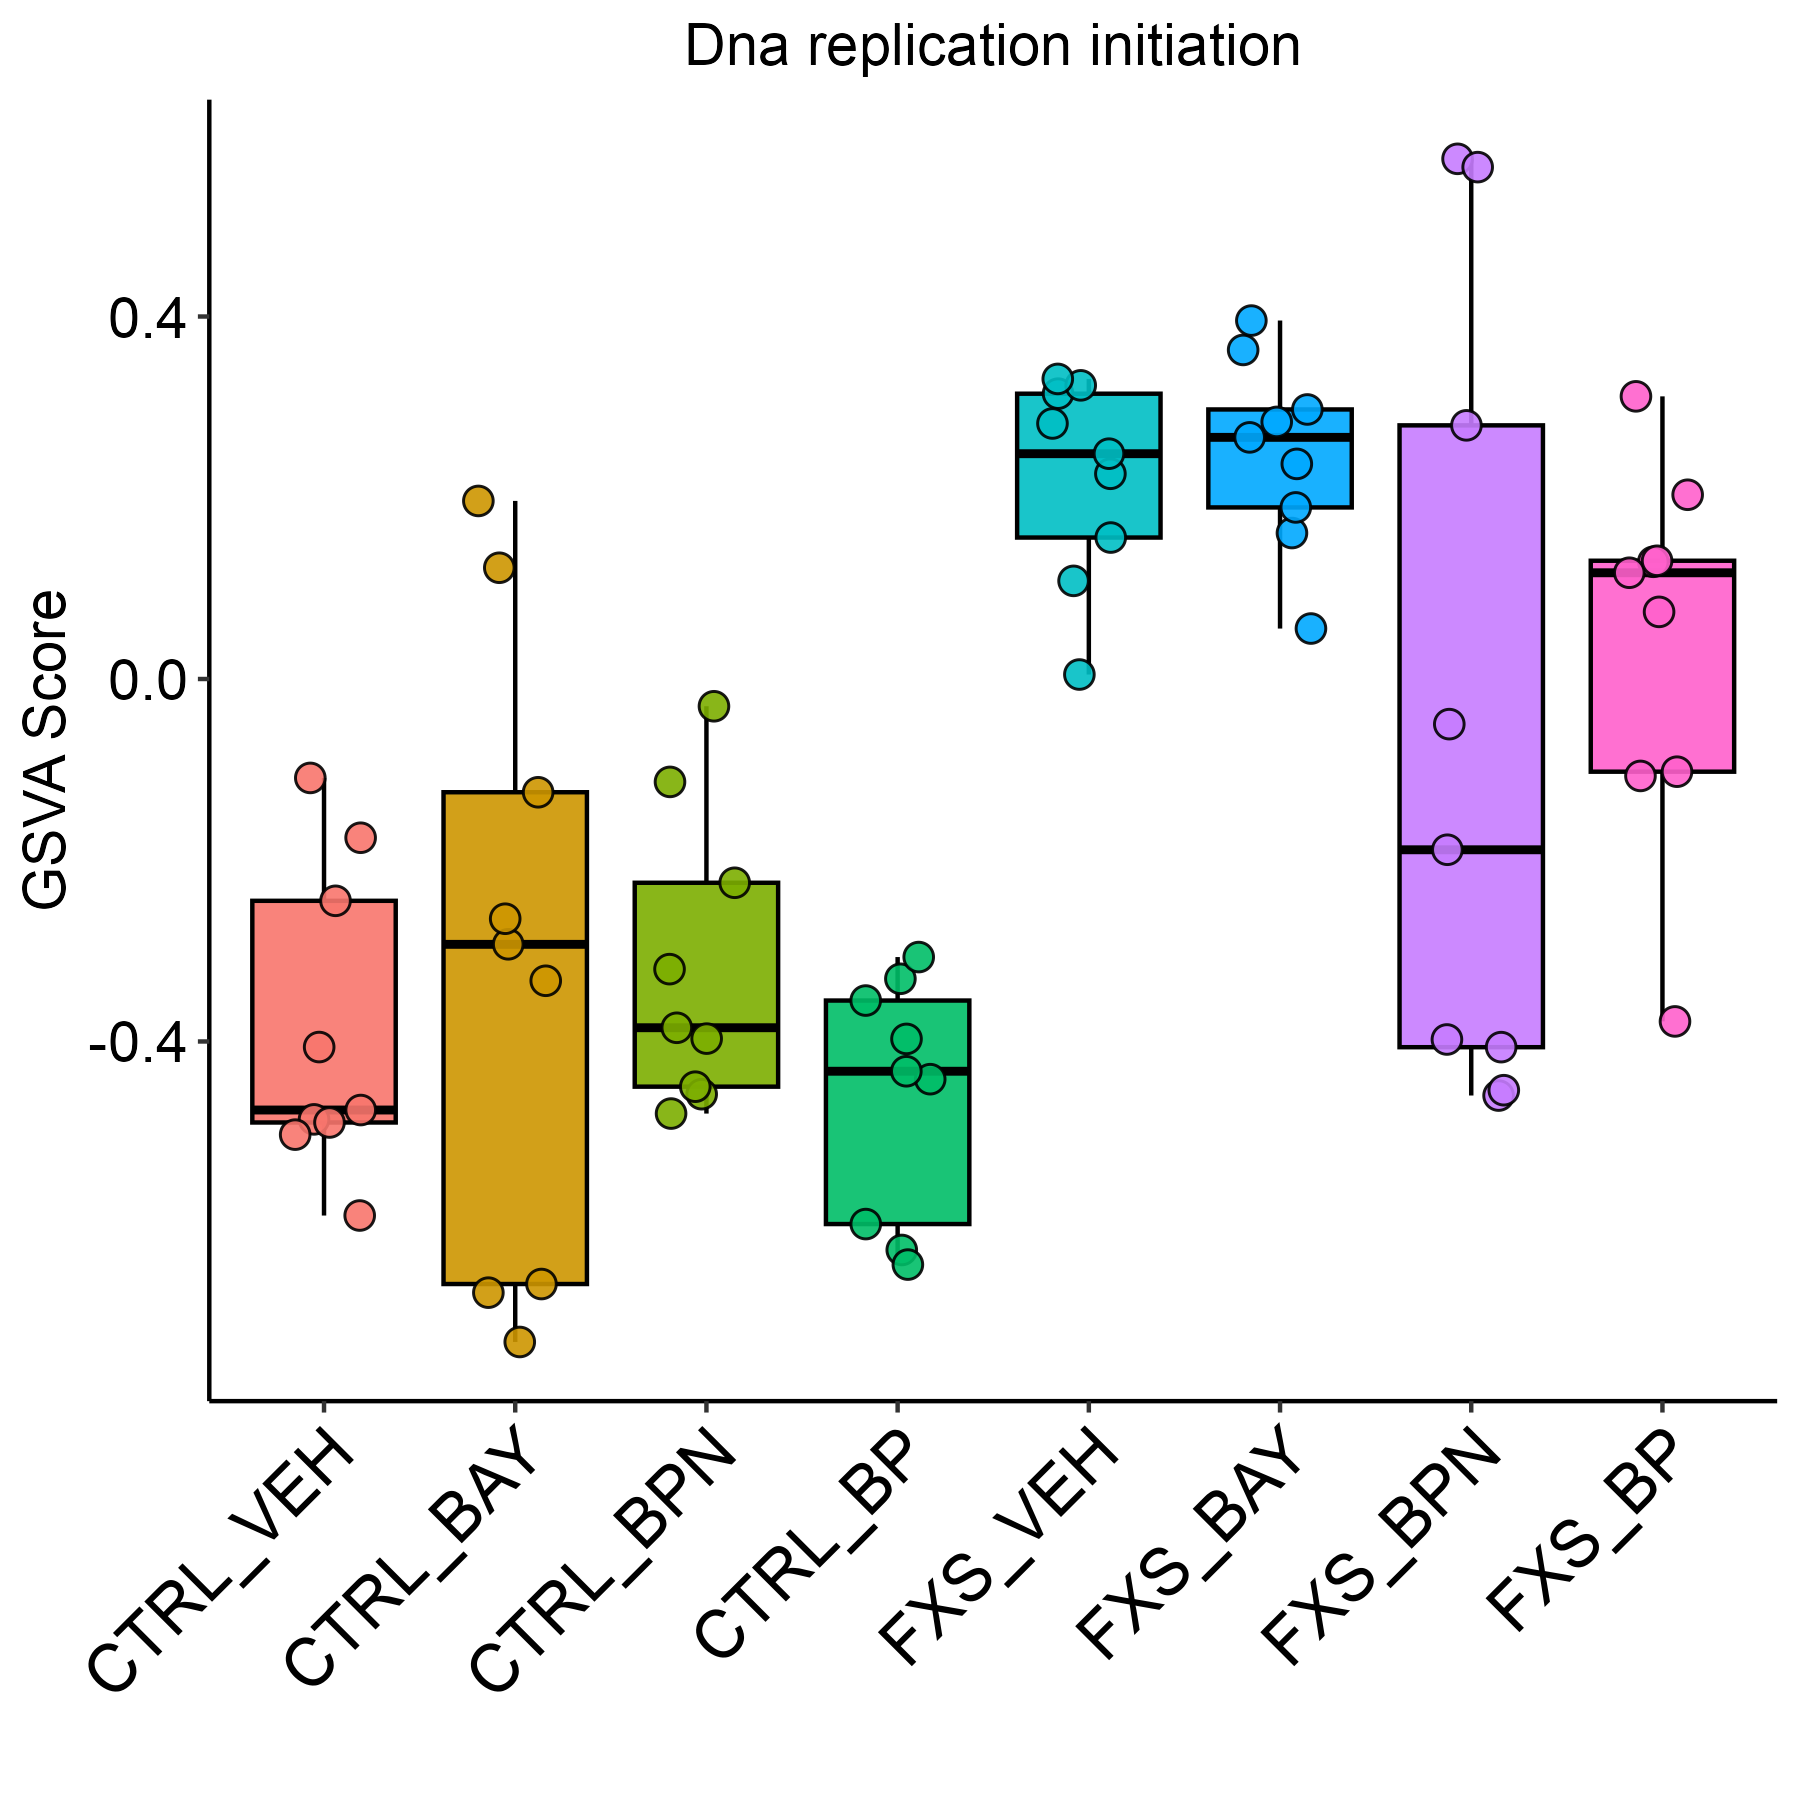 Dna replication initiation
GSVA Score
0.4
0.0
-0.4
CTRL_VEH
CTRL_BAY
CTRL_BPN
CTRL_BP
FXS_VEH
FXS_BAY
FXS_BPN
FXS_BP